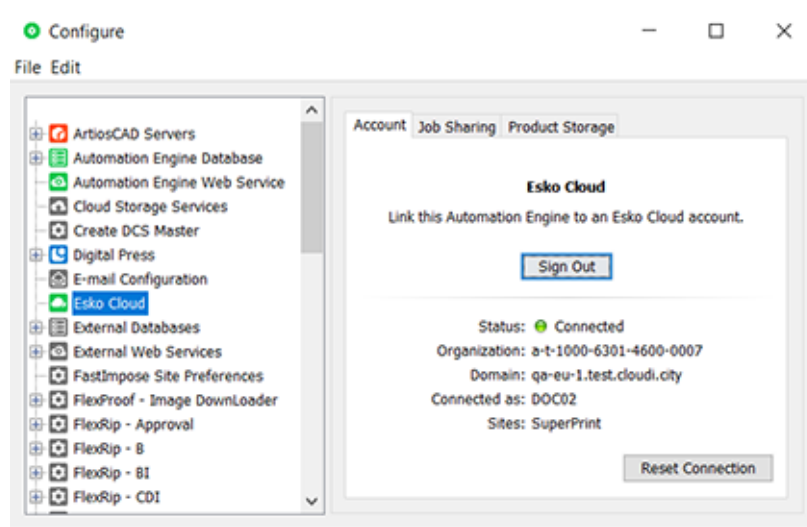 Configure
File Edit
ArtiosCAD Servers
Automation Engine Database
Automation Engine Web Service
Cloud Storage Services
Create DCS Master
Digital Press
E-mail Configuration
Esko Cloud
External Databases
External Web Services
FastImpose Site Preferences
FlexProof - Image DownLoader
FlexRip - Approval
FlexRip - B
FlexRip - BI
FlexRip - CDI
Account Job Sharing Product Storage
Esko Cloud
Link this Automation Engine to an Esko Cloud account.
Sign Out
Status: Connected
Organization: a-t-1000-6301-4600-0007
Domain: qa-eu-1.test.cloudi.city
Connected as: DOC02
Sites: SuperPrint
Reset Connection